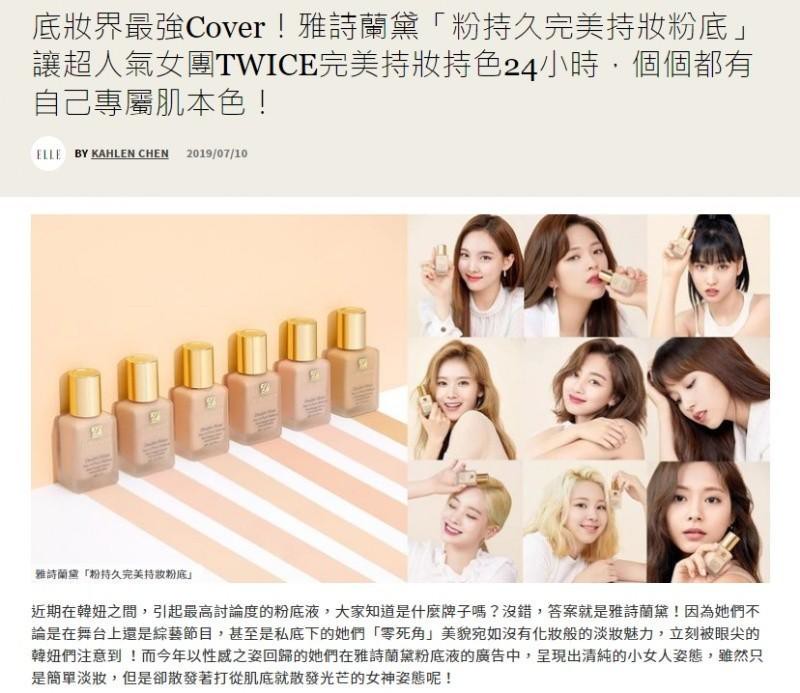 底妝界最強Cover！雅詩蘭黛「粉持久完美持妝粉底」
讓超人氣女團TWICE完美持妝持色24小時，個個都有
自己專屬肌本色！
ELLE BY KAHLEN CHEN 2019/07/10
雅詩蘭黛「粉持久完美持妝粉底」
近期在韓妞之間，引起最高討論度的粉底液，大家知道是什麼牌子嗎？沒錯，答案就是雅詩蘭黛！因為她們不
論是在舞台上還是綜藝節目，甚至是私底下的她們「零死角」美貌宛如沒有化妝般的淡妝魅力，立刻被眼尖的
韓妞們注意到 ！而今年以性感之姿回歸的她們在雅詩蘭黛粉底液的廣告中，呈現出清純的小女人姿態，雖然只
是簡單淡妝，但是卻散發著打從肌底就散發光芒的女神姿態呢！